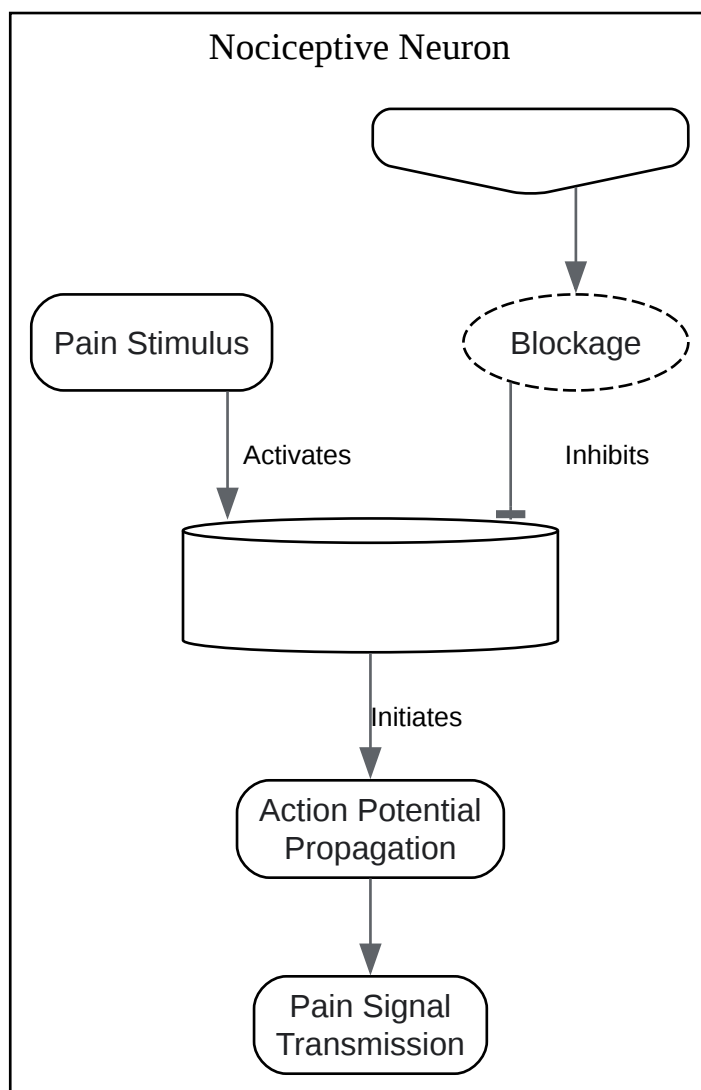 Nociceptive Neuron
Pain Stimulus
Blockage
Activates
Inhibits
Initiates
Action Potential
Propagation
Pain Signal
Transmission